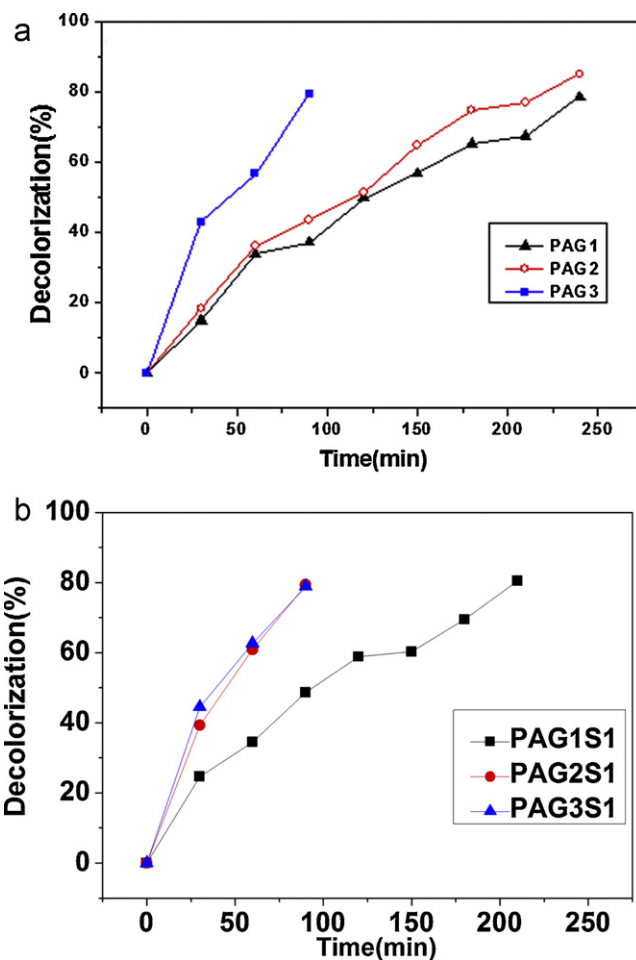 a
100
80
60
40
20
0
Decolorization(%)
PAG1
PAG2
PAG3
0 50 100 150 200 250
Time(min)
b
100
80
60
40
20
0
Decolorization(%)
PAG1S1
PAG2S1
PAG3S1
0 50 100 150 200 250
Time(min)